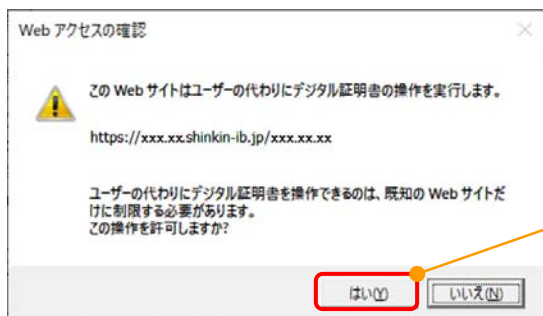 Web アクセスの確認
この Web サイトはユーザーの代わりにデジタル証明書の操作を実行します。
https://xxx.xx.shinkin-ib.jp/xxx.xx.xx
ユーザーの代わりにデジタル証明書を操作できるのは、既知の Web サイトだ
けに制限する必要があります。
この操作を許可しますか?
はい(Y) いいえ(N)